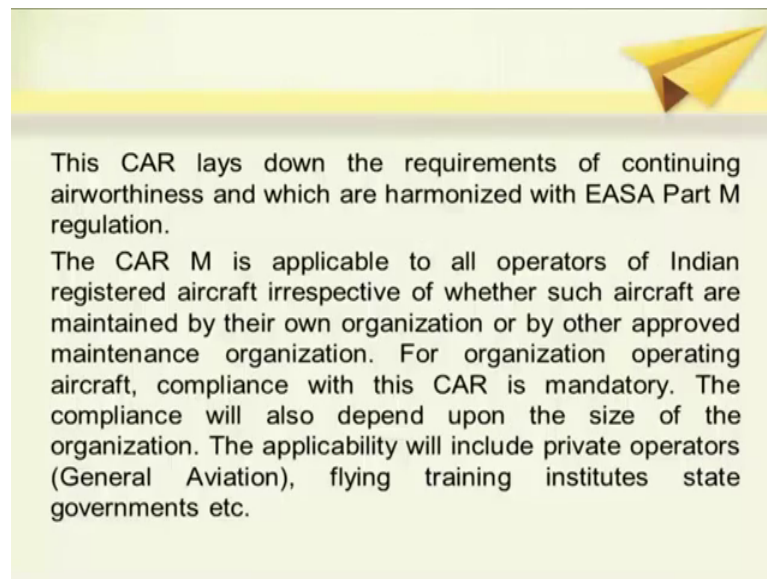 This CAR lays down the requirements of continuing
airworthiness and which are harmonized with EASA Part M
regulation.
The CAR M is applicable to all operators of Indian
registered aircraft irrespective of whether such aircraft are
maintained by their own organization or by other approved
maintenance organization. For organization operating
aircraft, compliance with this CAR is mandatory. The
compliance will also depend upon the size of the
organization. The applicability will include private operators
(General Aviation), flying training institutes state
governments etc.